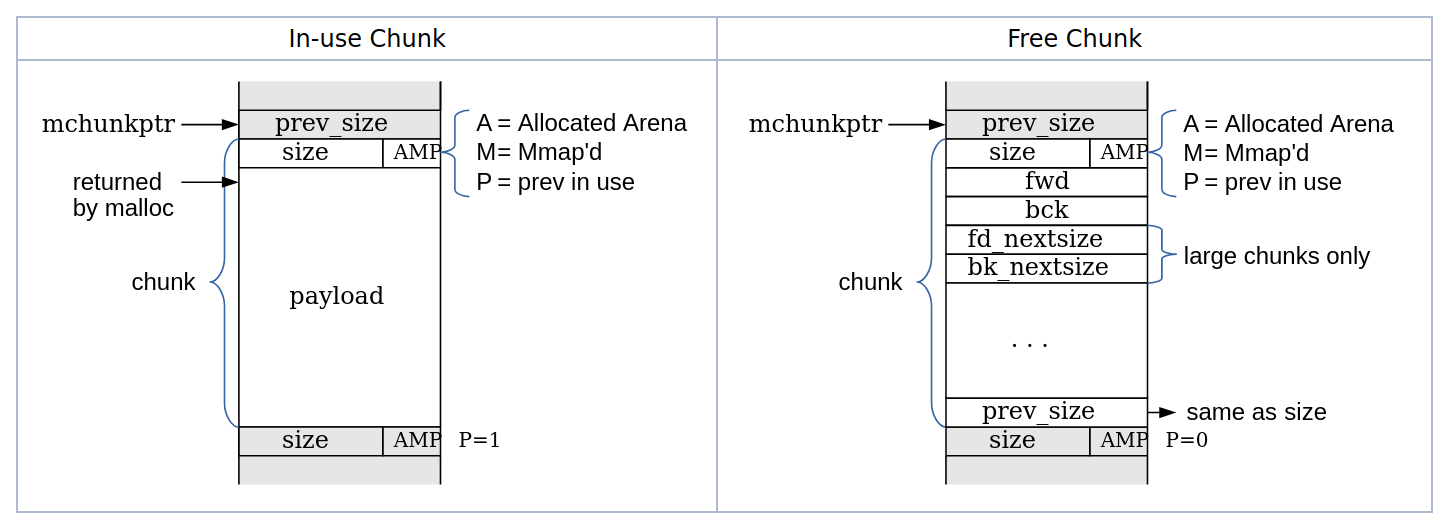 In-use Chunk
mchunkptr
prev_size
size
AMP
A = Allocated Arena
M= Mmap'd
P = prev in use
returned
by malloc
chunk
payload
size
AMP
P=1
Free Chunk
mchunkptr
prev_size
size
AMP
A = Allocated Arena
M= Mmap'd
P = prev in use
fwd
bck
fd_nextsize
bk_nextsize
large chunks only
chunk
. . .
prev_size
same as size
size
AMP
P=0